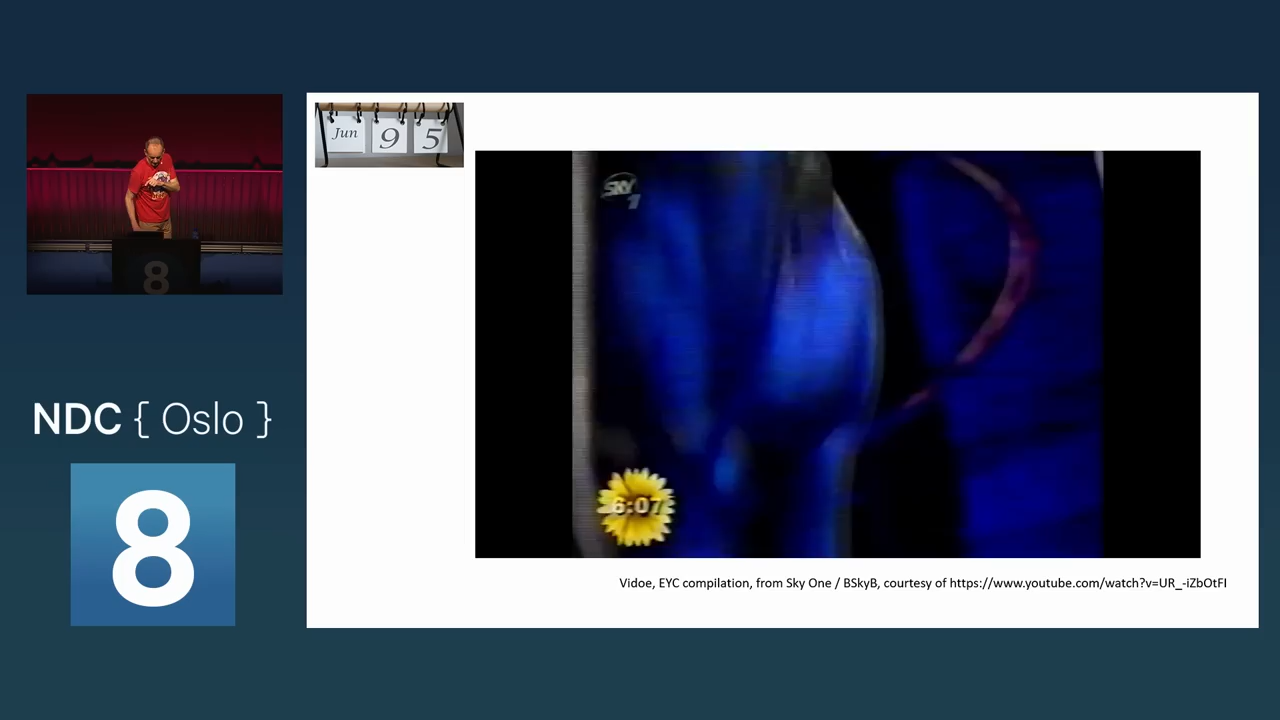 Jun 9 5
SKY
1
6:07
8
NDC { Oslo }
8
Vidoe, EYC compilation, from Sky One / BSkyB, courtesy of https://www.youtube.com/watch?v=UR_-iZbOtFI